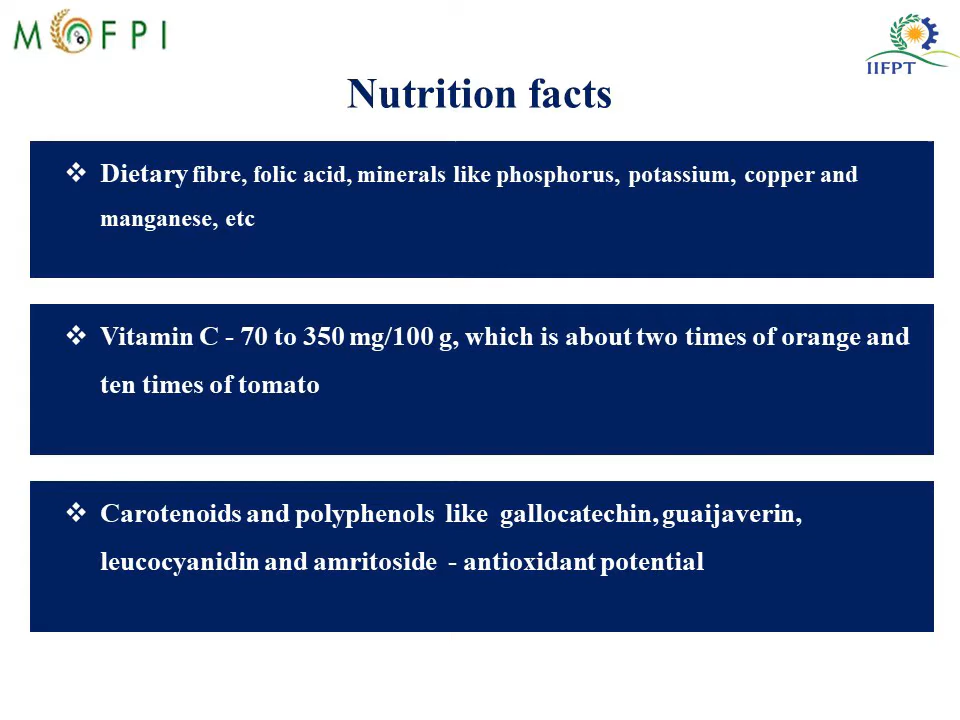 MOFPI
IIFPT
Nutrition facts
❖ Dietary fibre, folic acid, minerals like phosphorus, potassium, copper and
manganese, etc
❖ Vitamin C - 70 to 350 mg/100 g, which is about two times of orange and
ten times of tomato
❖ Carotenoids and polyphenols like gallocatechin, guaijaverin,
leucocyanidin and amritoside - antioxidant potential